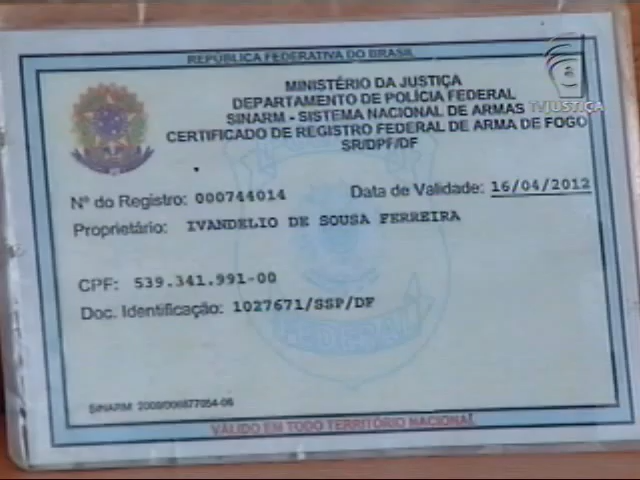 REPÚBLICA FEDERATIVA DO BRASIL
MINISTÉRIO DA JUSTIÇA
DEPARTAMENTO DE POLÍCIA FEDERAL
SINARM - SISTEMA NACIONAL DE ARMAS
CERTIFICADO DE REGISTRO FEDERAL DE ARMA DE FOGO
SR/DPF/DF
TVJUSTIÇA
Nº do Registro: 000744014 Data de Validade: 16/04/2012
Proprietário: IVANDELIO DE SOUSA FERREIRA
CPF: 539.341.991-00
Doc. Identificação: 1027671/SSP/DF
FEDERAL
SINARM
VÁLIDO EM TODO TERRITÓRIO NACIONAL